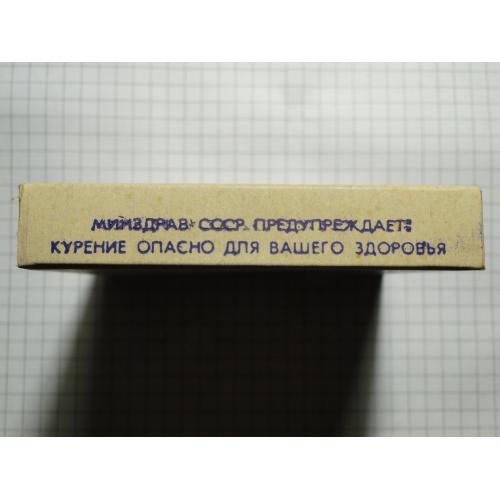 МИНЗДРАВ СССР ПРЕДУПРЕЖДАЕТ:
КУРЕНИЕ ОПАСНО ДЛЯ ВАШЕГО ЗДОРОВЬЯ